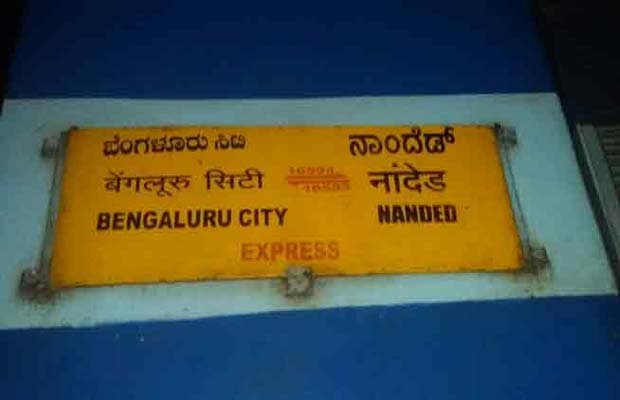 ಬೆಂಗಳೂರು ಸಿಟಿ ನಾಂದೆಡ್
बेंगलूरु सिटी नांदेड
BENGALURU CITY NANDED
EXPRESS